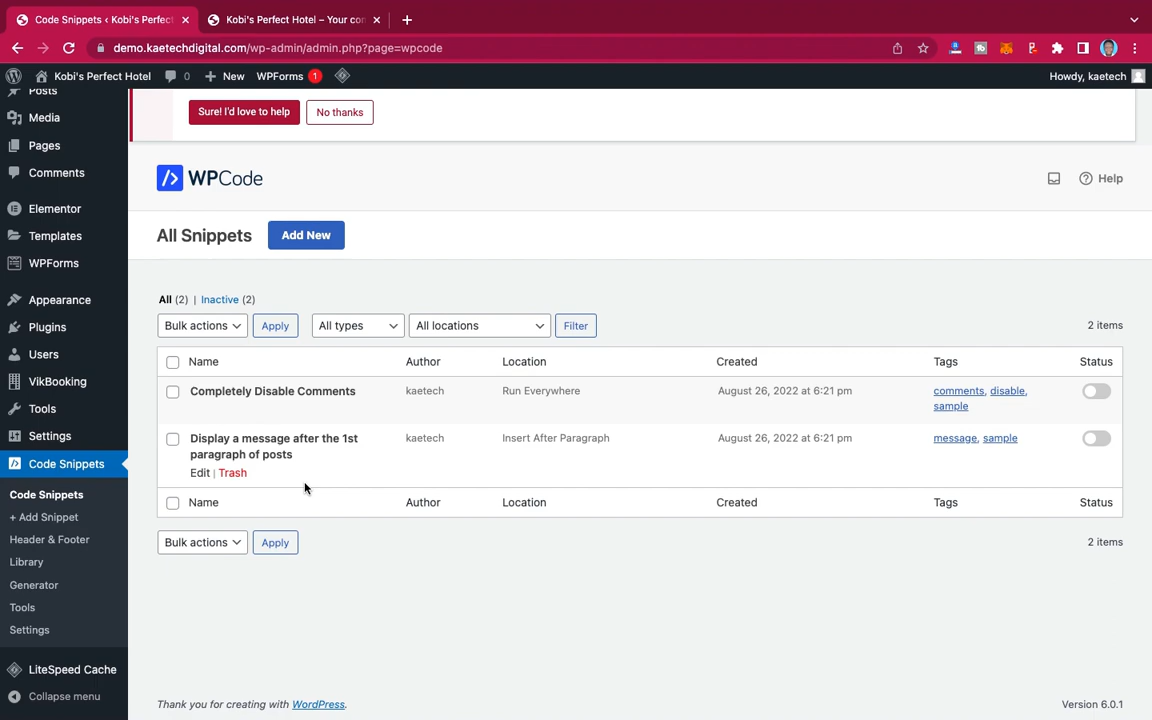 Code Snippets ‹ Kobi's Perfect
Kobi's Perfect Hotel – Your con
demo.kaetechdigital.com/wp-admin/admin.php?page=wpcode
Kobi's Perfect Hotel
0
New
WPForms 1
Howdy, kaetech
Posts
Media
Pages
Comments
Elementor
Templates
WPForms
Appearance
Plugins
Users
VikBooking
Tools
Settings
Code Snippets
Code Snippets
+ Add Snippet
Header & Footer
Library
Generator
Tools
Settings
LiteSpeed Cache
Collapse menu
Sure! I'd love to help
No thanks
WPCode
Help
All Snippets
Add New
All (2) | Inactive (2)
Bulk actions
Apply
All types
All locations
Filter
2 items
Name
Author
Location
Created
Tags
Status
Completely Disable Comments
kaetech
Run Everywhere
August 26, 2022 at 6:21 pm
comments, disable,
sample
Display a message after the 1st
paragraph of posts
Edit | Trash
kaetech
Insert After Paragraph
August 26, 2022 at 6:21 pm
message, sample
Name
Author
Location
Created
Tags
Status
Bulk actions
Apply
2 items
Thank you for creating with WordPress.
Version 6.0.1